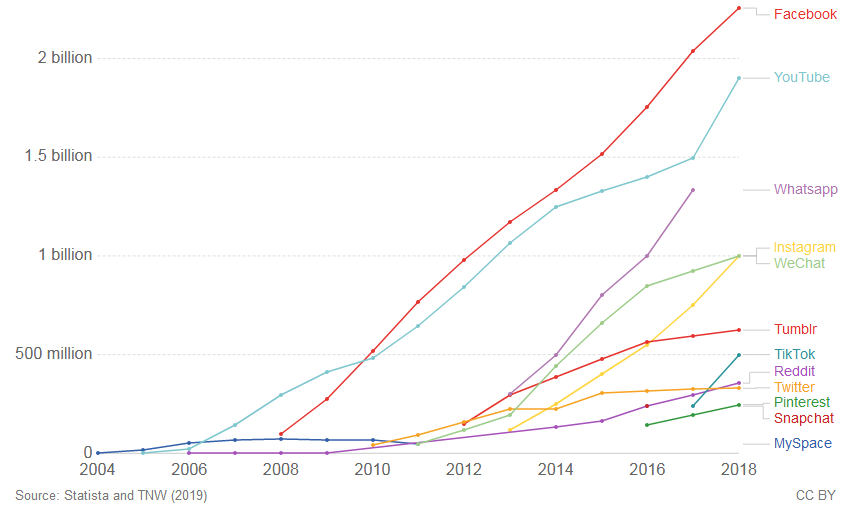 Facebook
2 billion
YouTube
1.5 billion
Whatsapp
1 billion
Instagram
WeChat
Tumblr
500 million
TikTok
Reddit
Twitter
Pinterest
Snapchat
MySpace
0
2004 2006 2008 2010 2012 2014 2016 2018
Source: Statista and TNW (2019) CC BY